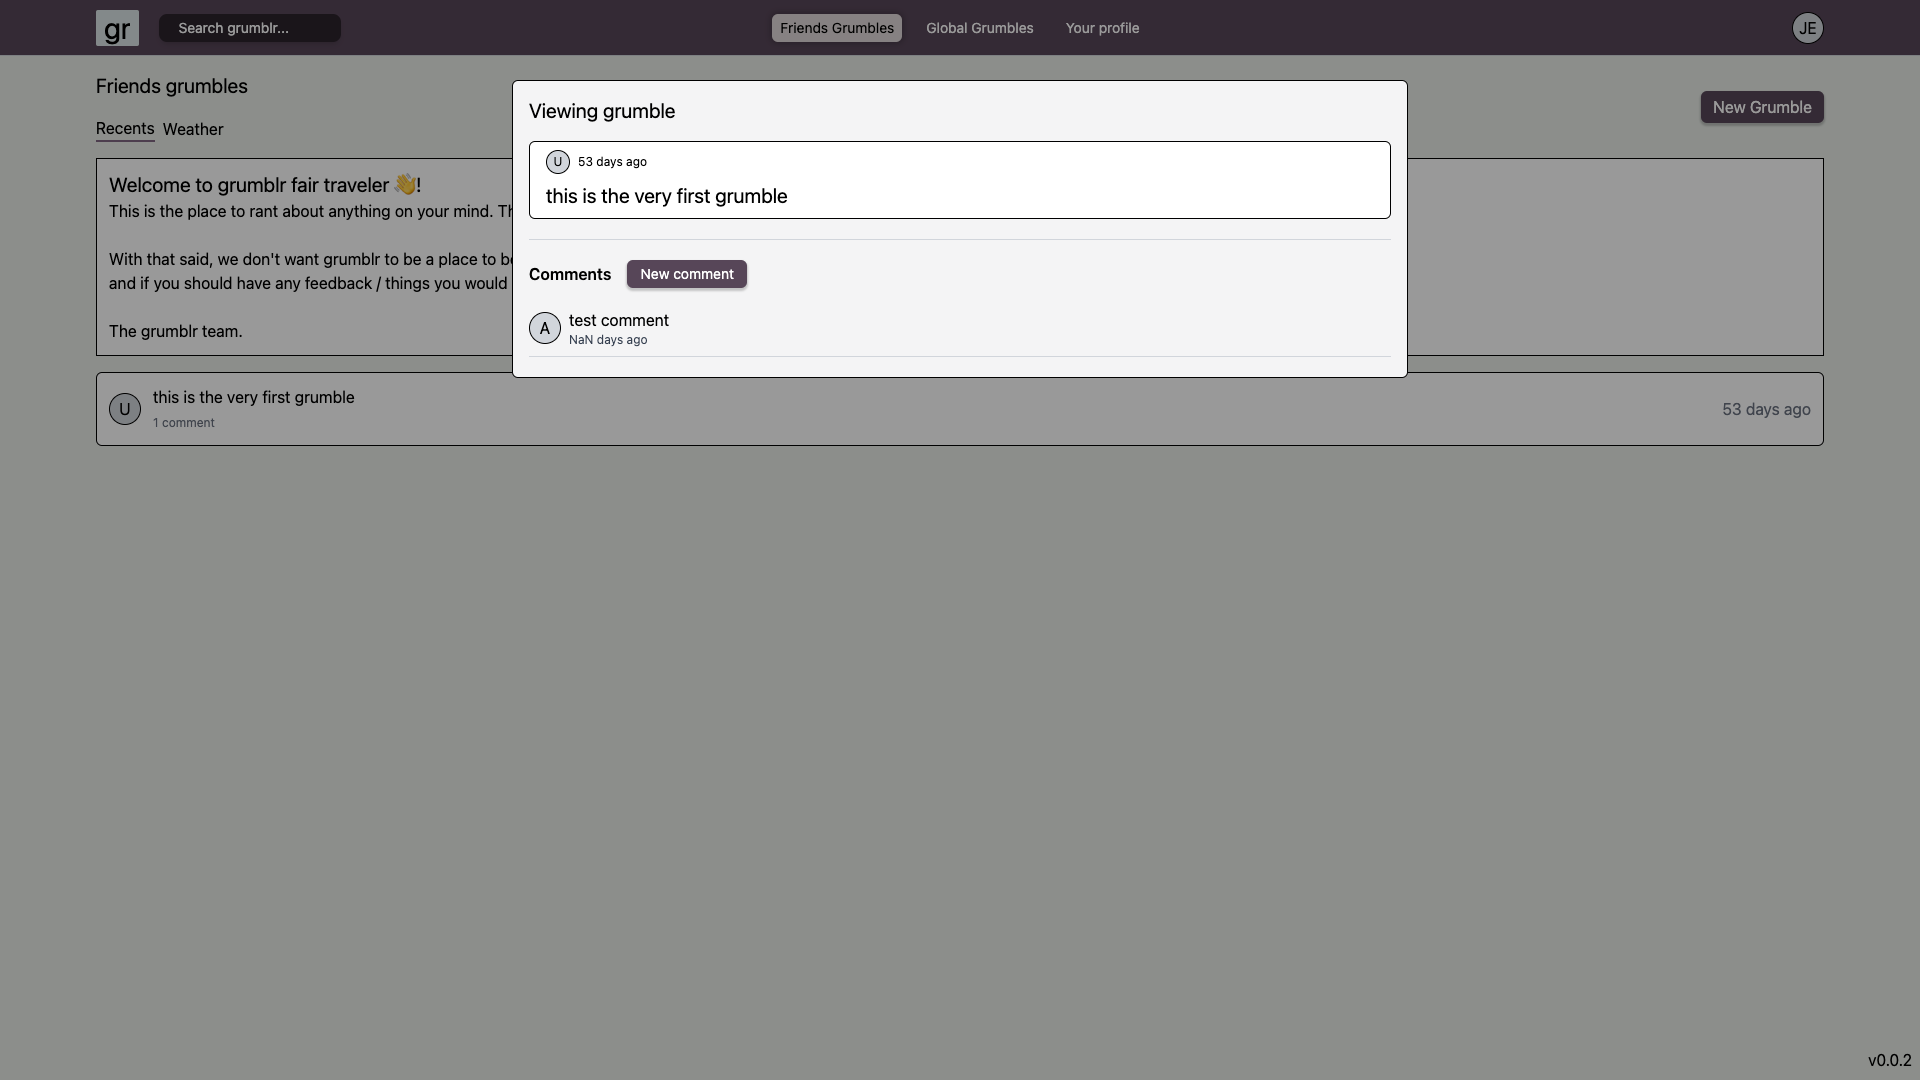 gr
Search grumblr...
Friends Grumbles
Global Grumbles
Your profile
JE
Friends grumbles
New Grumble
Recents Weather
Welcome to grumblr fair traveler 👋!
This is the place to rant about anything on your mind.
With that said, we don't want grumblr to be a place to
and if you should have any feedback / things you would
The grumblr team.
U
this is the very first grumble
1 comment
53 days ago
Viewing grumble
U 53 days ago
this is the very first grumble
Comments New comment
A
test comment
NaN days ago
v0.0.2